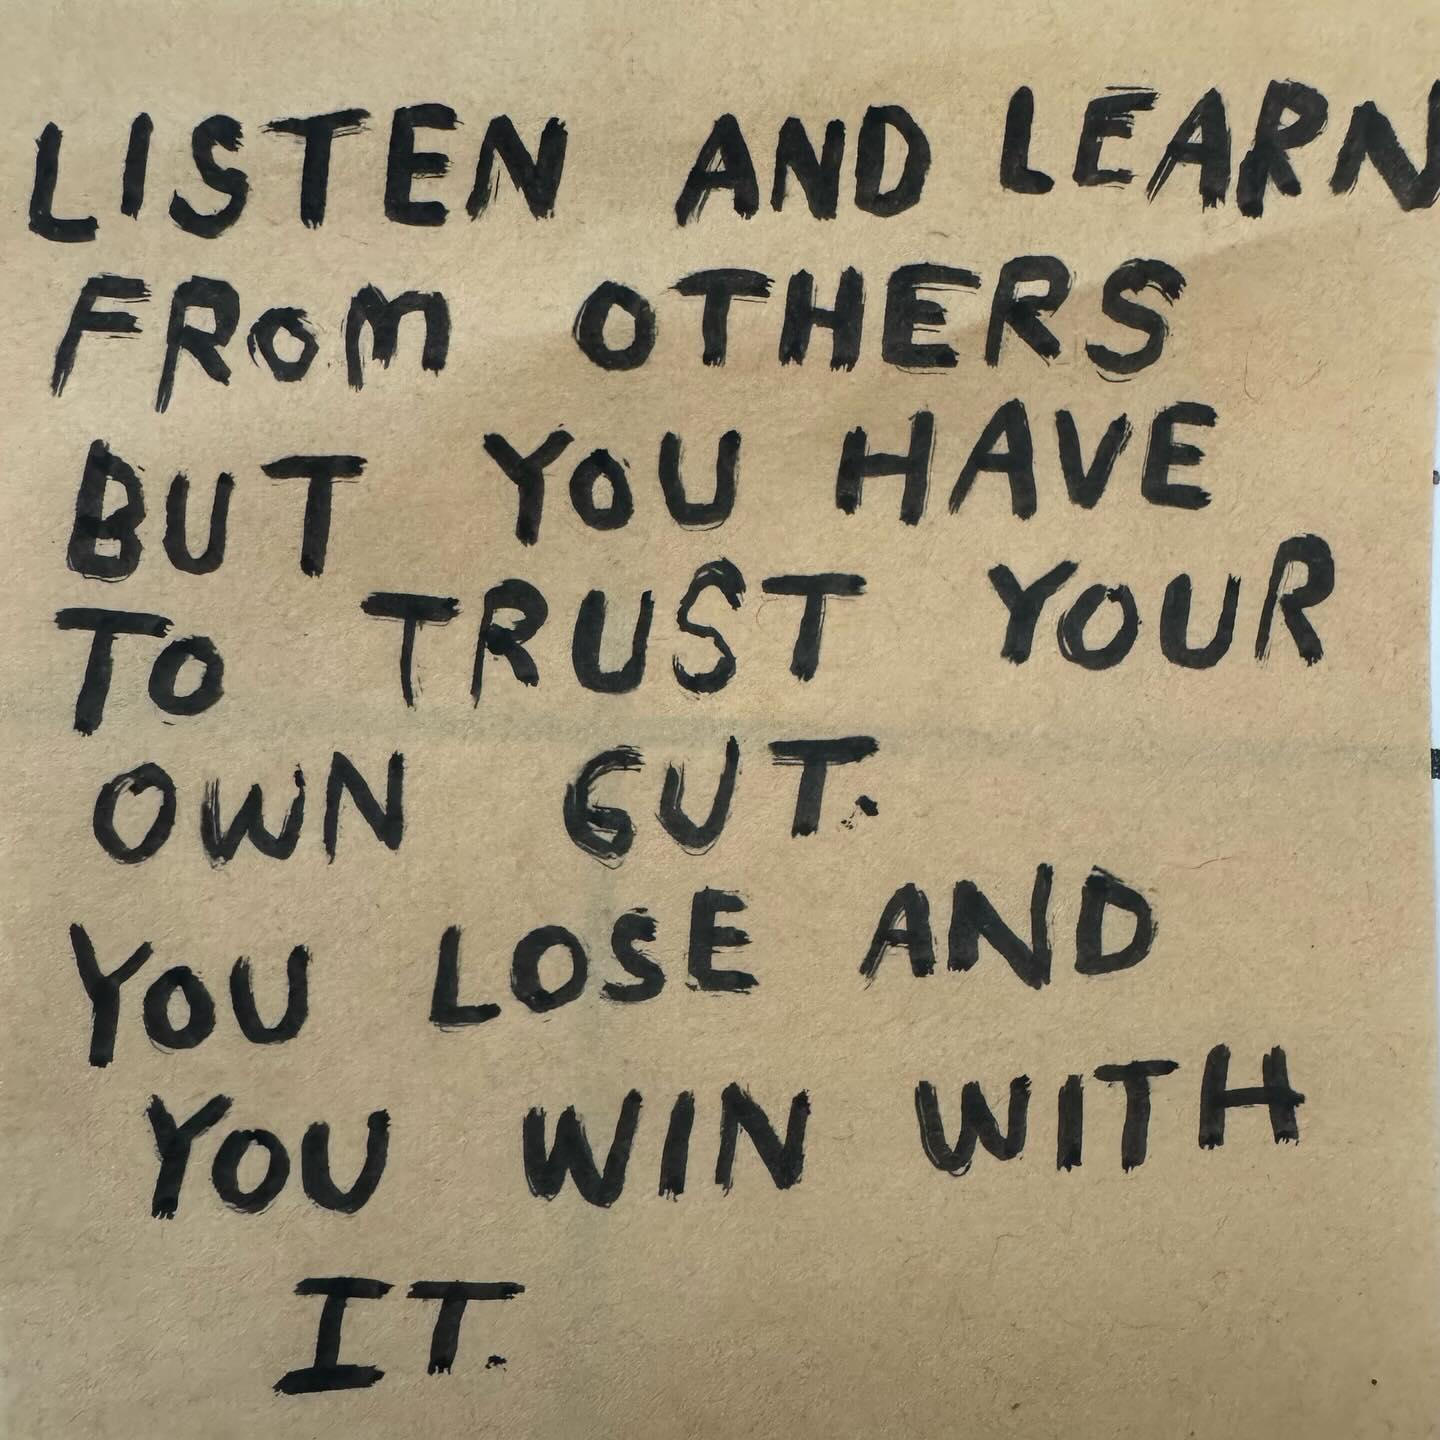 LISTEN AND LEARN
FROM OTHERS
BUT YOU HAVE
TO TRUST YOUR
OWN GUT.
YOU LOSE AND
YOU WIN WITH
IT.